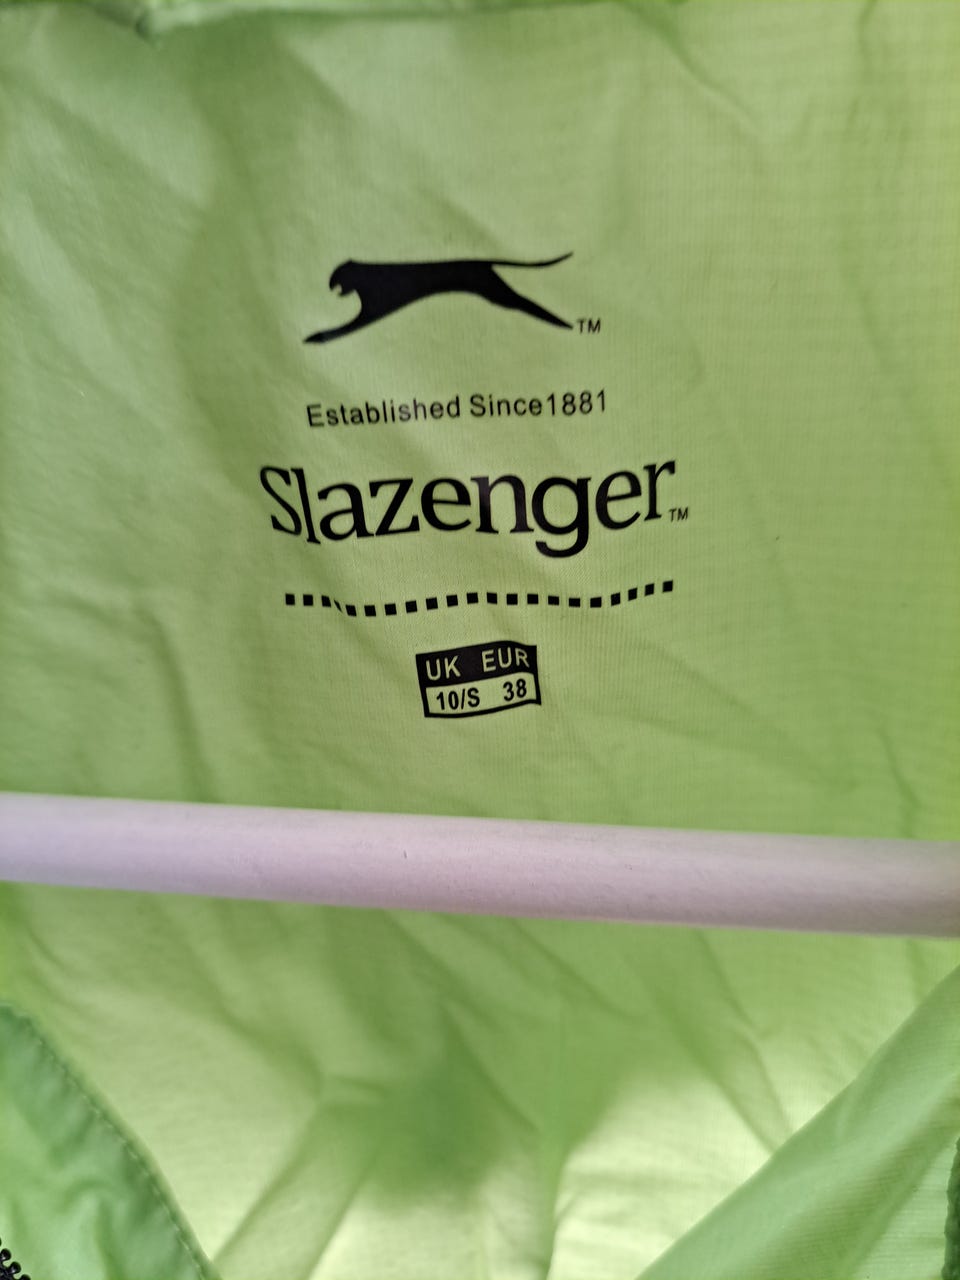 TM
Established Since1881
Slazenger TM
UK EUR
10/S 38